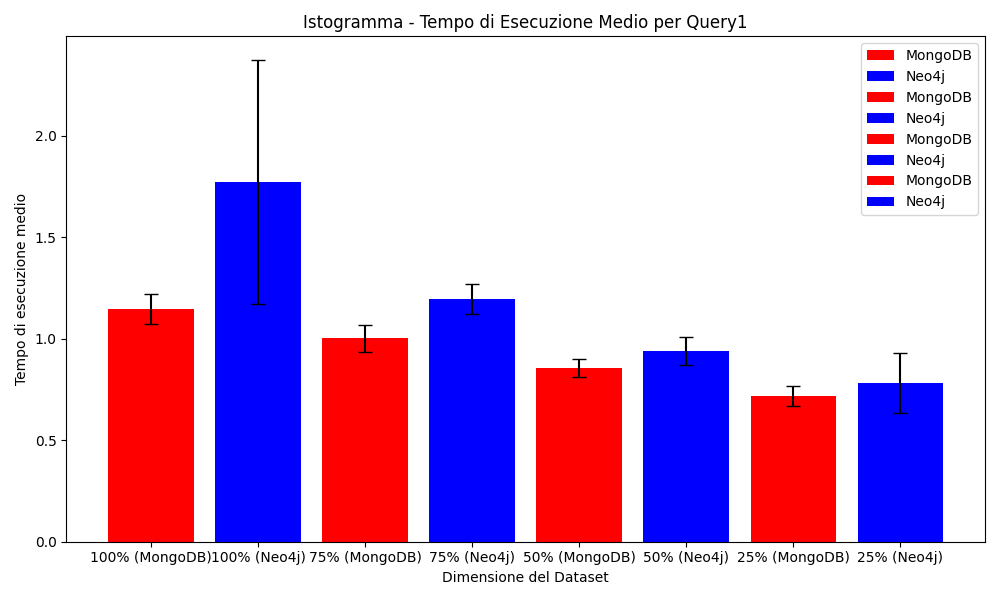 Istogramma - Tempo di Esecuzione Medio per Query1
MongoDB
Neo4j
MongoDB
Neo4j
MongoDB
Neo4j
MongoDB
Neo4j
Tempo di esecuzione medio
2.0
1.5
1.0
0.5
0.0
100% (MongoDB)
100% (Neo4j)
75% (MongoDB)
75% (Neo4j)
50% (MongoDB)
50% (Neo4j)
25% (MongoDB)
25% (Neo4j)
Dimensione del Dataset